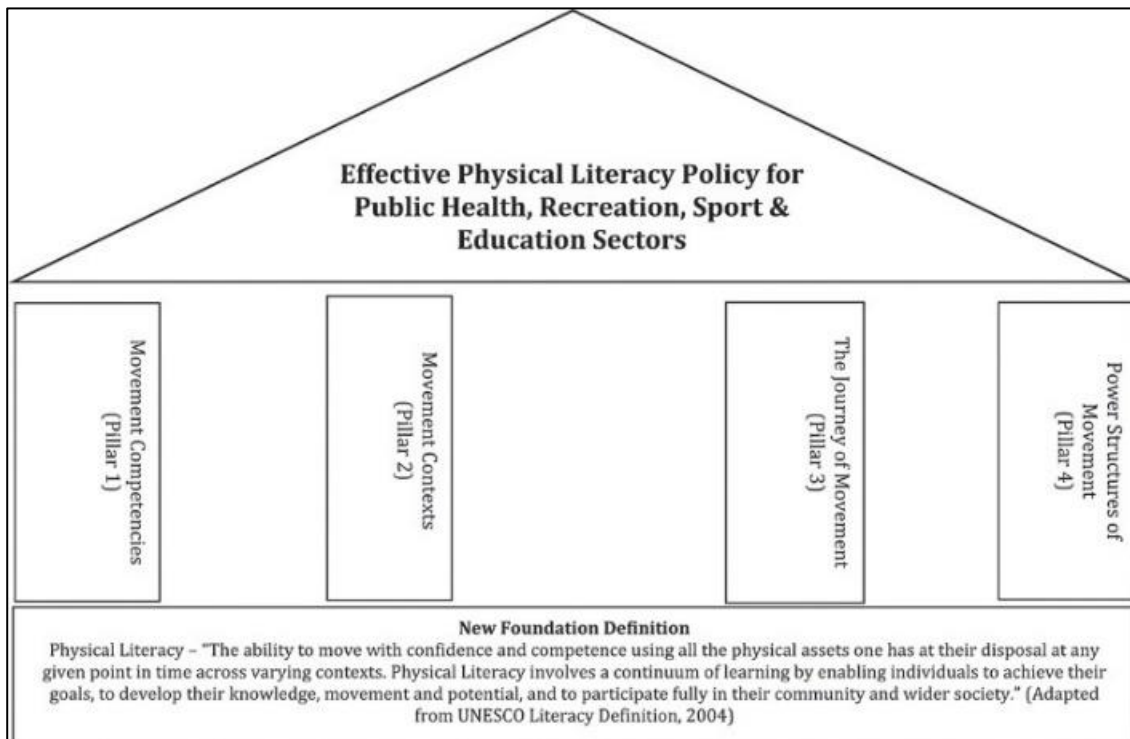 Effective Physical Literacy Policy for
Public Health, Recreation, Sport &
Education Sectors
Movement Competencies
(Pillar 1)
Movement Contexts
(Pillar 2)
The Journey of Movement
(Pillar 3)
Power Structures of
Movement
(Pillar 4)
New Foundation Definition
Physical Literacy – "The ability to move with confidence and competence using all the physical assets one has at their disposal at any
given point in time across varying contexts. Physical Literacy involves a continuum of learning by enabling individuals to achieve their
goals, to develop their knowledge, movement and potential, and to participate fully in their community and wider society." (Adapted
from UNESCO Literacy Definition, 2004)